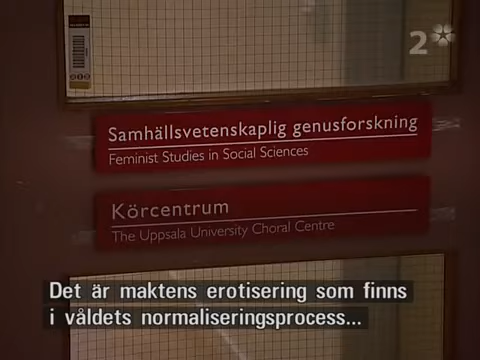 2
Samhällsvetenskaplig genusforskning
Feminist Studies in Social Sciences
Körcentrum
The Uppsala University Choral Centre
Det är maktens erotisering som finns
i våldets normaliseringsprocess...